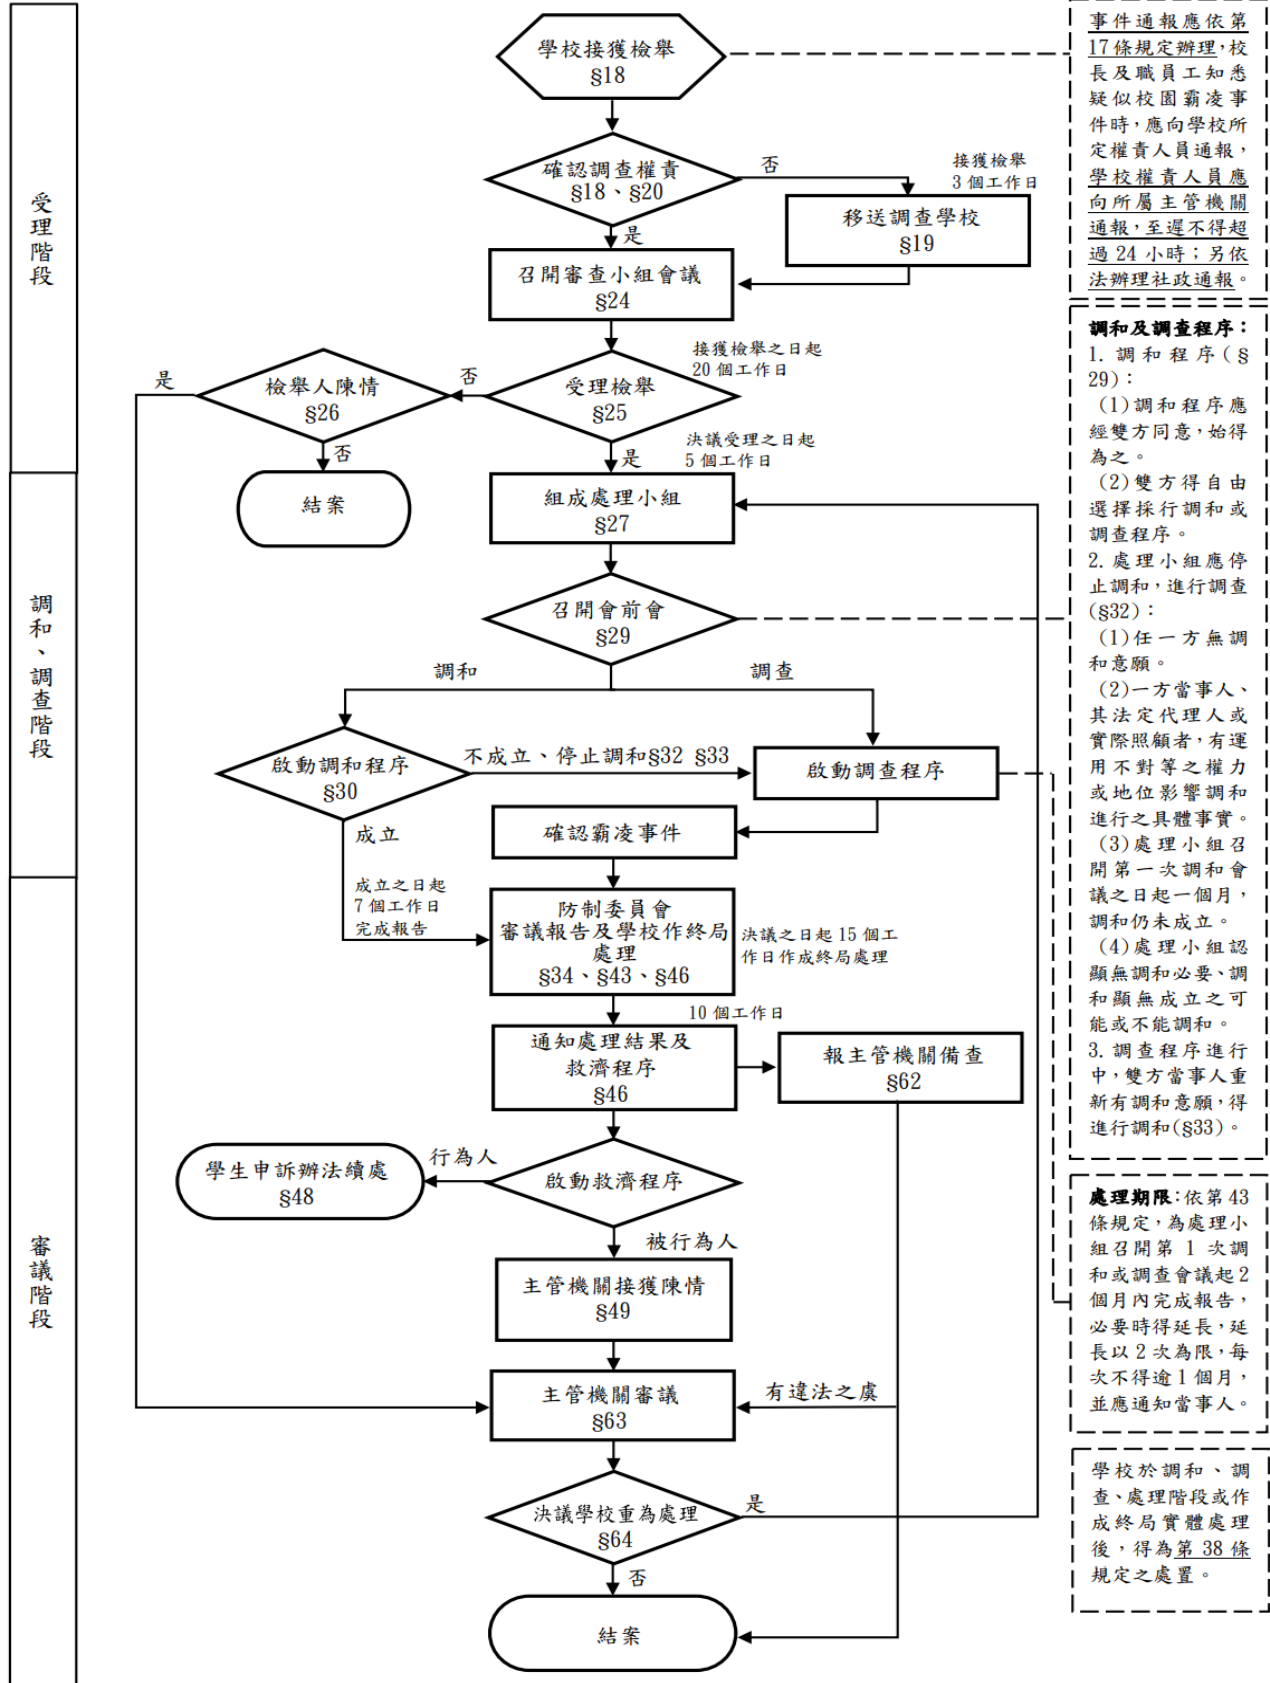 受理階段
學校接獲檢舉
§18
確認調查權責
§18、§20
否
接獲檢舉
3 個工作日
移送調查學校
§19
是
召開審查小組會議
§24
接獲檢舉之日起
20 個工作日
受理檢舉
§25
否
檢舉人陳情
§26
是
否
結案
決議受理之日起
5 個工作日
是
調和、調查階段
組成處理小組
§27
召開會前會
§29
調和
調查
啟動調和程序
§30
不成立、停止調和§32 §33
啟動調查程序
成立
確認霸凌事件
成立之日起
7 個工作日
完成報告
審議階段
防制委員會
審議報告及學校作終局
處理
§34、§43、§46
決議之日起 15 個工
作日作成終局處理
10 個工作日
通知處理結果及
救濟程序
§46
報主管機關備查
§62
啟動救濟程序
行為人
學生申訴辦法續處
§48
被行為人
主管機關接獲陳情
§49
主管機關審議
§63
有違法之虞
決議學校重為處理
§64
是
否
結案
事件通報應依第
17 條規定辦理,校
長及職員工知悉
疑似校園霸凌事
件時,應向學校所
定權責人員通報,
學校權責人員應
向所屬主管機關
通報,至遲不得超
過 24 小時;另依
法辦理社政通報。
調和及調查程序:
1. 調和程序(§
29):
(1)調和程序應
經雙方同意,始得
為之。
(2)雙方得自由
選擇採行調和或
調查程序。
2. 處理小組應停
止調和,進行調查
(§32):
(1)任一方無調
和意願。
(2)一方當事人、
其法定代理人或
實際照顧者,有運
用不對等之權力
或地位影響調和
進行之具體事實。
(3)處理小組召
開第一次調和會
議之日起一個月,
調和仍未成立。
(4)處理小組認
顯無調和必要、調
和顯無成立之可
能或不能調和。
3. 調查程序進行
中,雙方當事人重
新有調和意願,得
進行調和(§33)。
處理期限:依第 43
條規定,為處理小
組召開第 1 次調
和或調查會議起 2
個月內完成報告,
必要時得延長,延
長以 2 次為限,每
次不得逾 1 個月,
並應通知當事人。
學校於調和、調
查、處理階段或作
成終局實體處理
後,得為第 38 條
規定之處置。